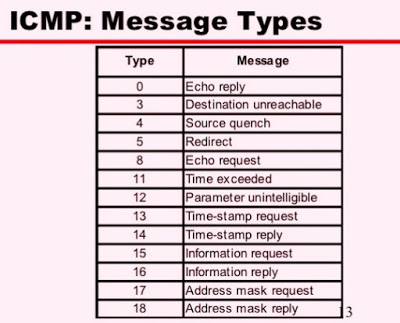 ICMP: Message Types
Type Message
0 Echo reply
3 Destination unreachable
4 Source quench
5 Redirect
8 Echo request
11 Time exceeded
12 Parameter unintelligible
13 Time-stamp request
14 Time-stamp reply
15 Information request
16 Information reply
17 Address mask request
18 Address mask reply
13